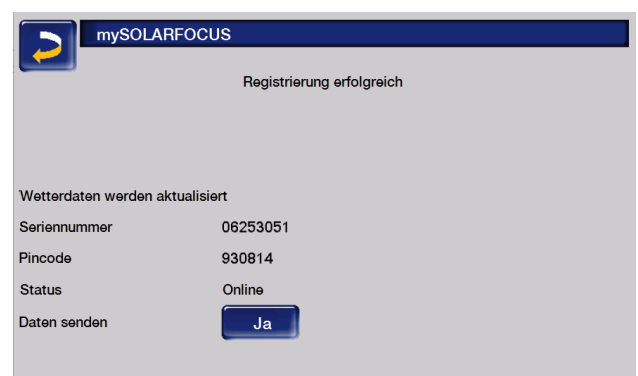 mySOLARFOCUS
Registrierung erfolgreich
Wetterdaten werden aktualisiert
Seriennummer 06253051
Pincode 930814
Status Online
Daten senden Ja